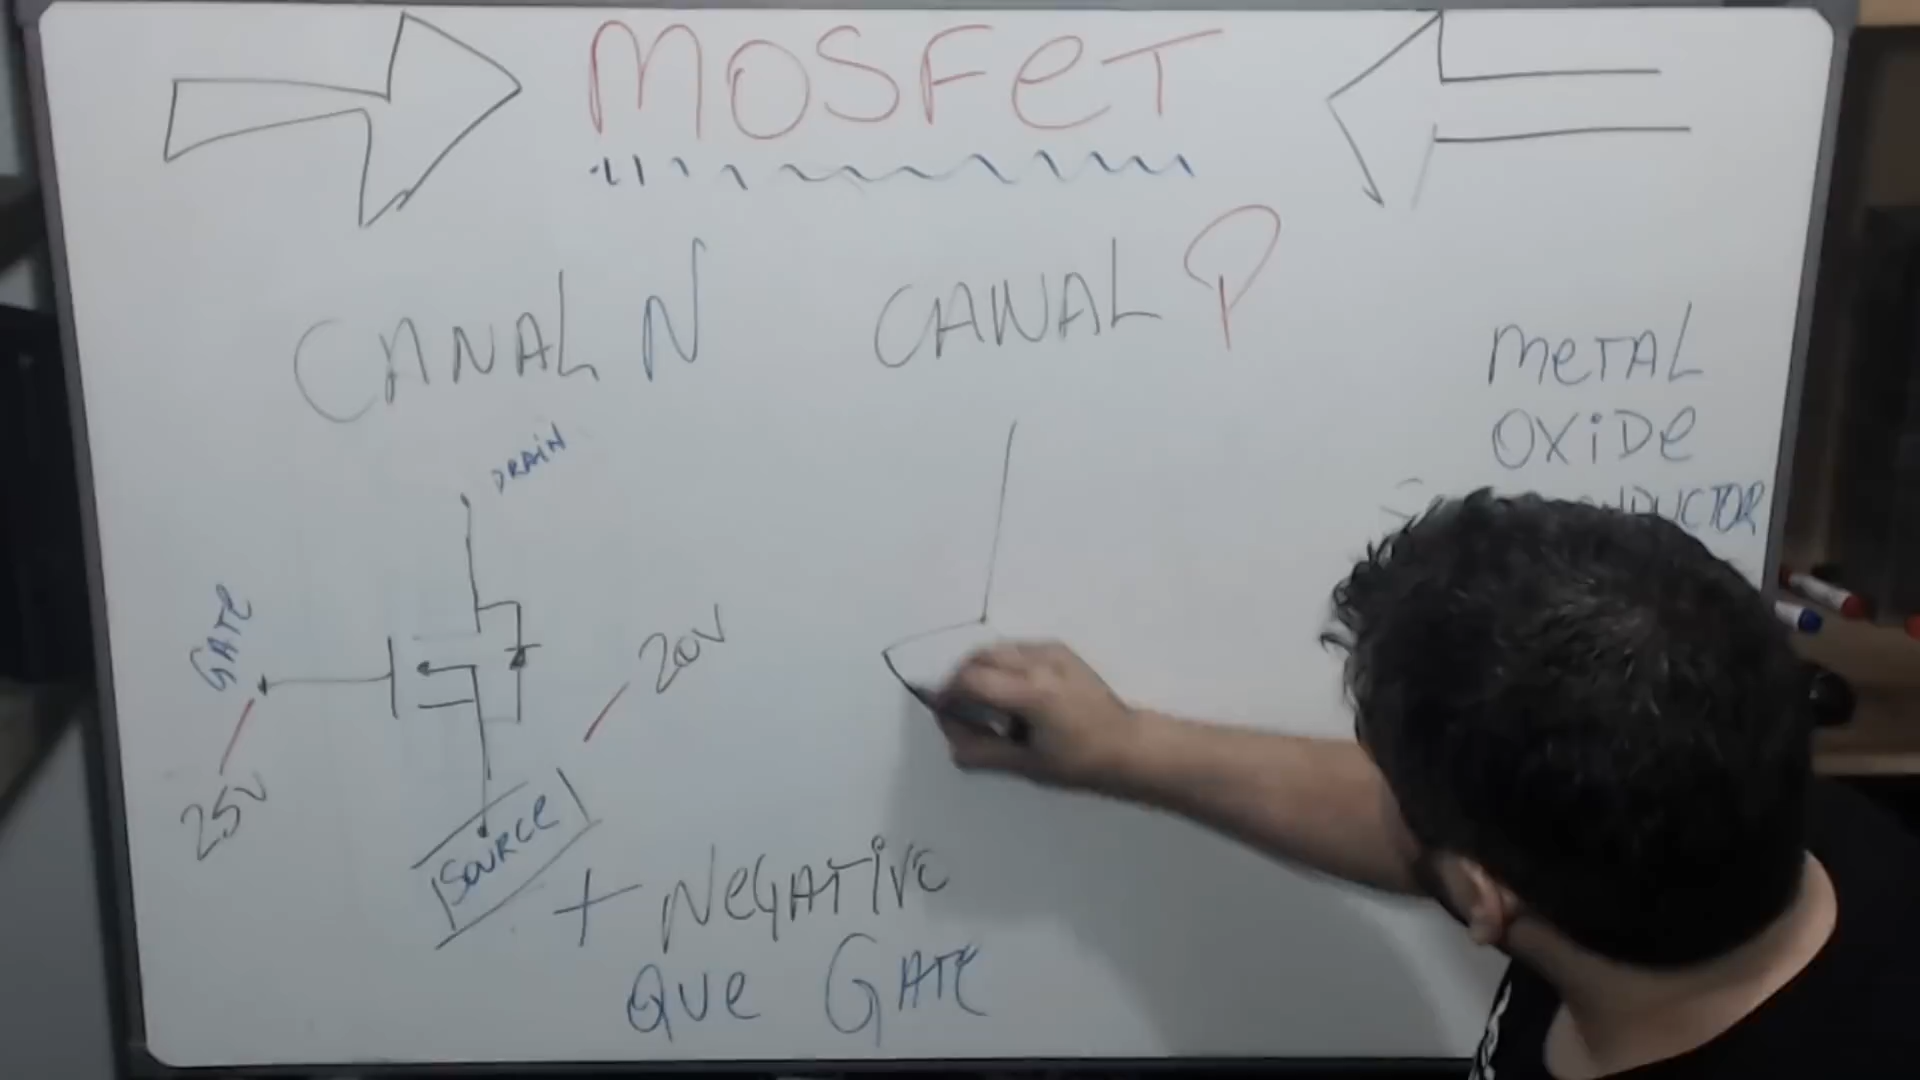 MOSFeT
CANAL N
CANAL P
MeTAL
OXiDe
DRAiN
GATe
20V
25V
SOURCe
+ NeGATiVe
QUe GATe